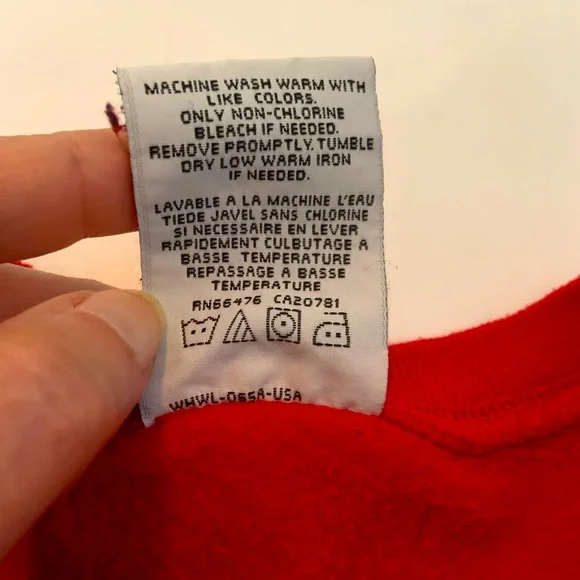 MACHINE WASH WARM WITH
LIKE COLORS.
ONLY NON-CHLORINE
BLEACH IF NEEDED.
REMOVE PROMPTLY. TUMBLE
DRY LOW WARM IRON
IF NEEDED.
LAVABLE A LA MACHINE L'EAU
TIEDE JAVEL SANS CHLORINE
SI NECESSAIRE EN LEVER
RAPIDEMENT CULBUTAGE A
BASSE TEMPERATURE
REPASSAGE A BASSE
TEMPERATURE
RN66476 CA20781
WHWL-065A-USA